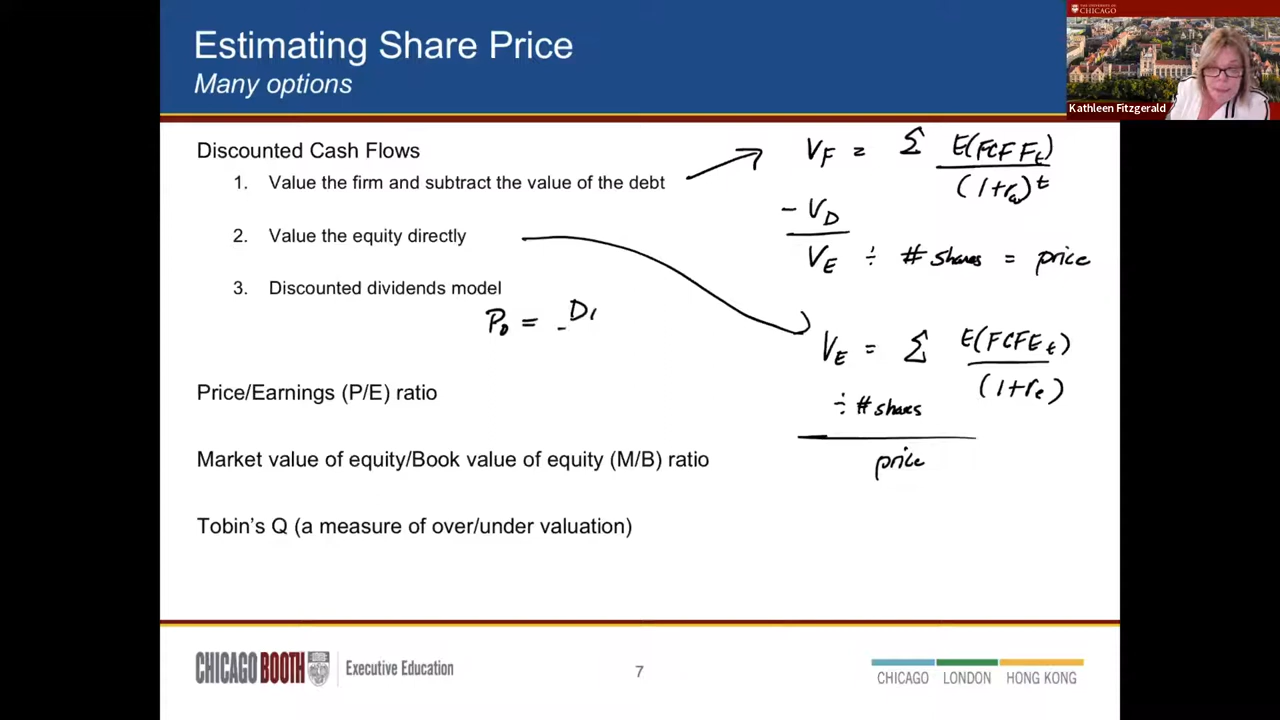 Estimating Share Price
Many options
THE UNIVERSITY OF
CHICAGO
Kathleen Fitzgerald
Discounted Cash Flows
1. Value the firm and subtract the value of the debt
2. Value the equity directly
3. Discounted dividends model
P0 = D1
Price/Earnings (P/E) ratio
Market value of equity/Book value of equity (M/B) ratio
Tobin’s Q (a measure of over/under valuation)
VF = Σ E(FCFFt)
(1+rw)t
- VD
VE ÷ # shares = price
VE = Σ E(FCFEt)
(1+re)
÷ # shares
price
CHICAGO BOOTH Executive Education
7
CHICAGO LONDON HONG KONG